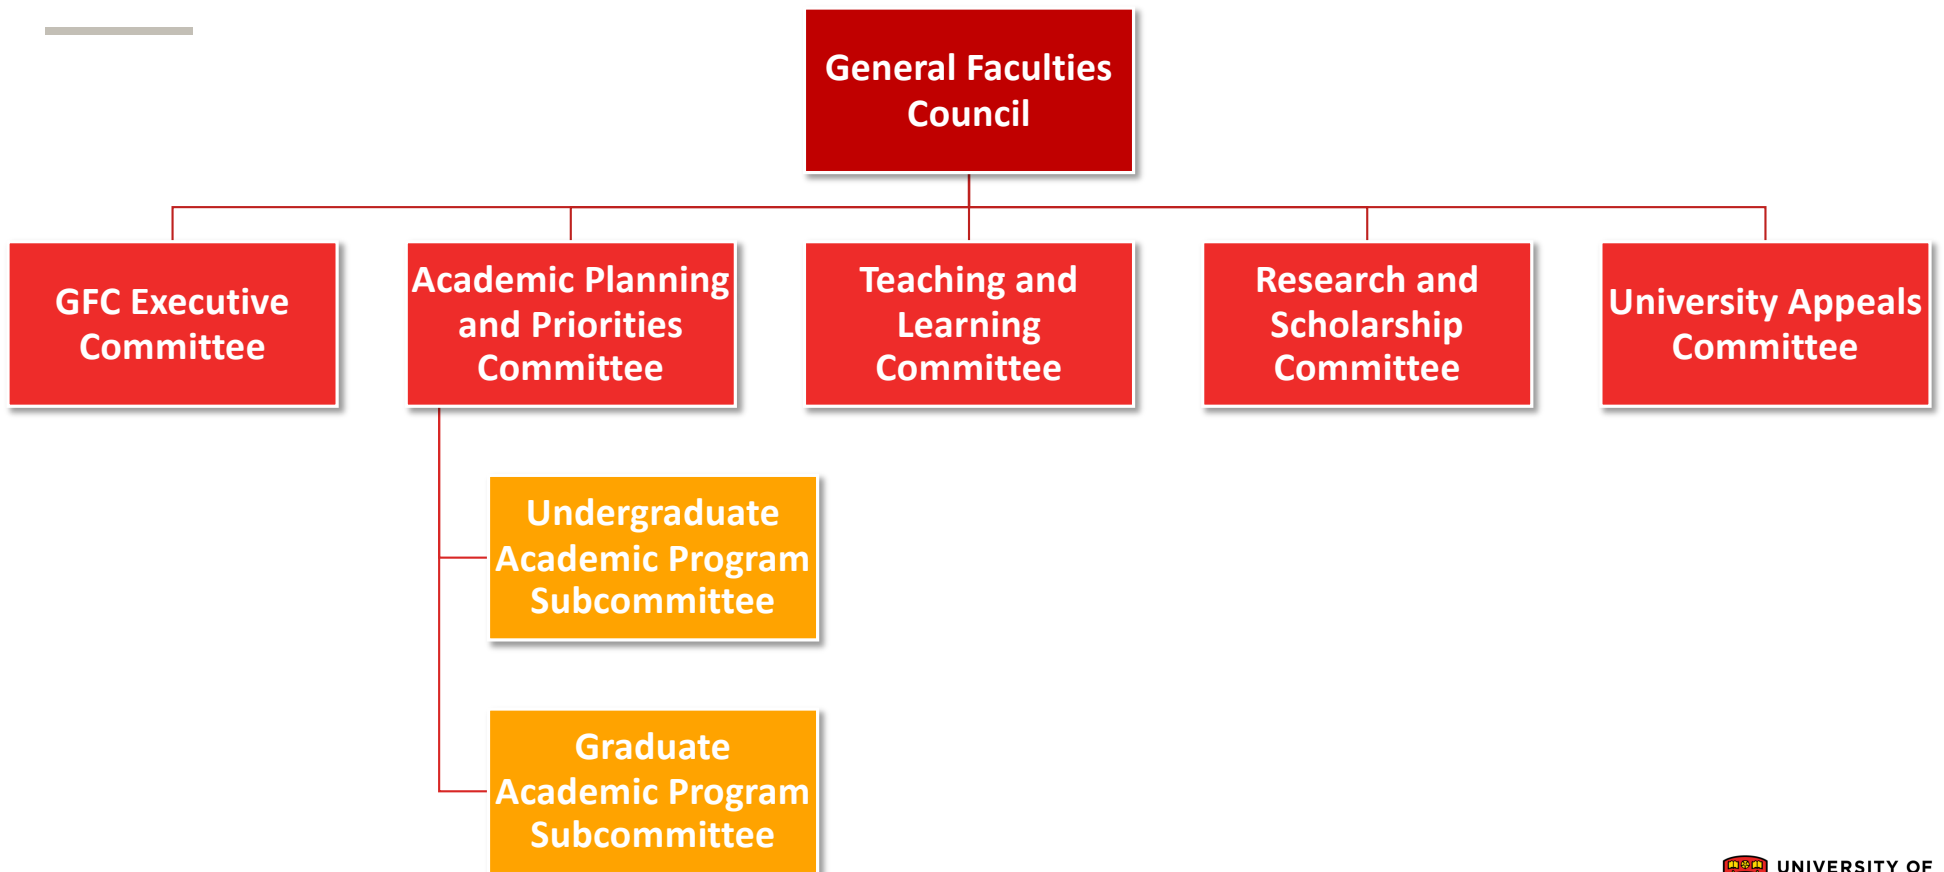 General Faculties
Council
GFC Executive
Committee
Academic Planning
and Priorities
Committee
Teaching and
Learning
Committee
Research and
Scholarship
Committee
University Appeals
Committee
Undergraduate
Academic Program
Subcommittee
Graduate
Academic Program
Subcommittee
UNIVERSITY OF